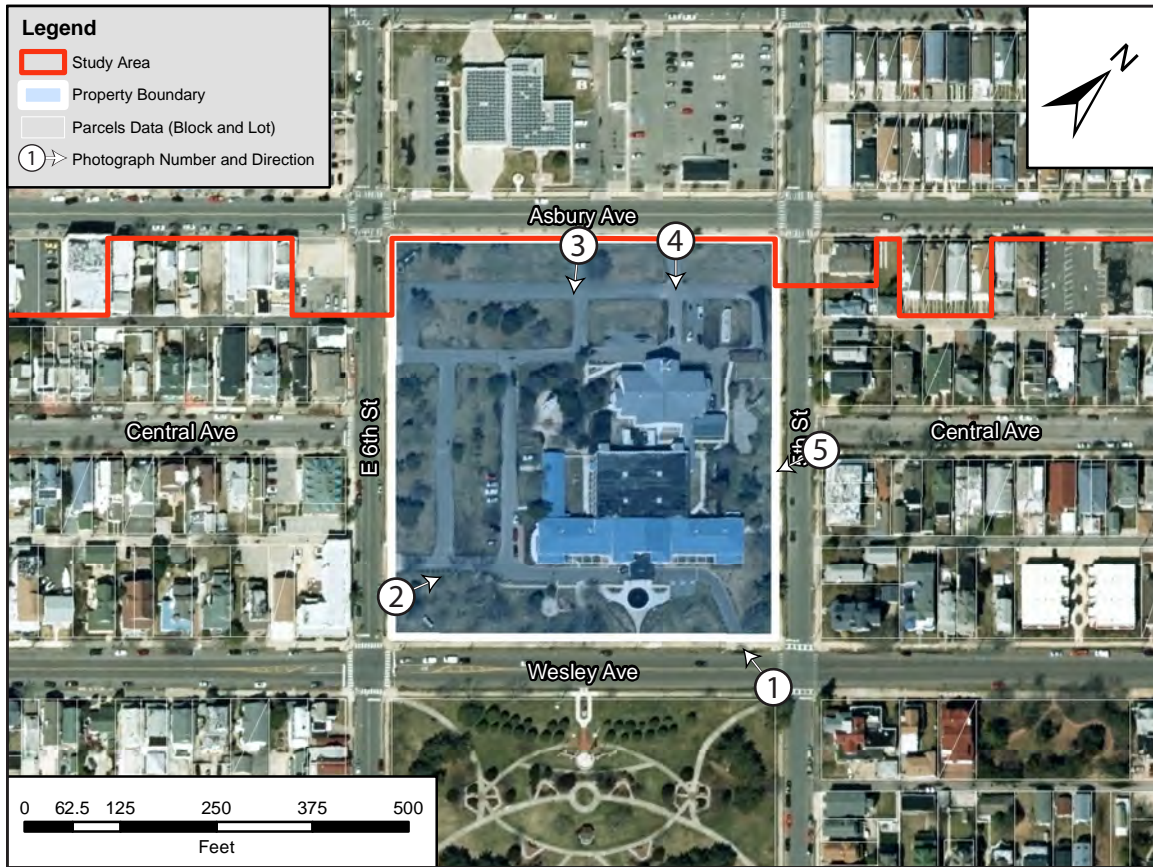 Legend
Study Area
Property Boundary
Parcels Data (Block and Lot)
1 Photograph Number and Direction
N
Asbury Ave
3
4
E 6th St
5th St
Central Ave
Central Ave
5
2
Wesley Ave
1
0 62.5 125 250 375 500
Feet